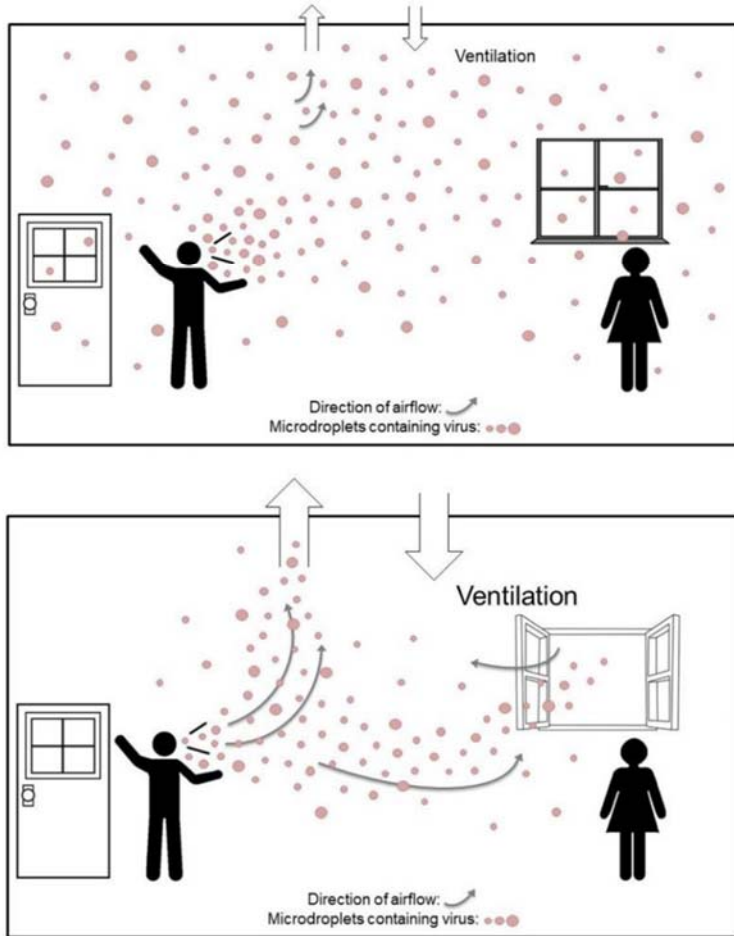 Ventilation
Direction of airflow:
Microdroplets containing virus:
Ventilation
Direction of airflow:
Microdroplets containing virus: